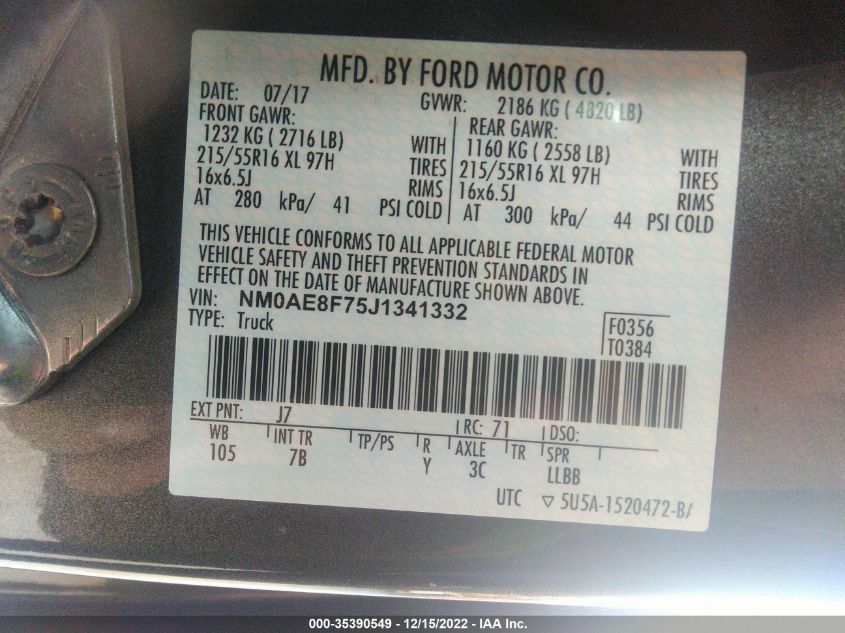 MFD. BY FORD MOTOR CO.
DATE: 07/17 GVWR: 2186 KG ( 4820 LB)
FRONT GAWR: REAR GAWR:
1232 KG ( 2716 LB) WITH 1160 KG ( 2558 LB) WITH
215/55R16 XL 97H TIRES 215/55R16 XL 97H TIRES
16x6.5J RIMS 16x6.5J RIMS
AT 280 kPa/ 41 PSI COLD AT 300 kPa/ 44 PSI COLD
THIS VEHICLE CONFORMS TO ALL APPLICABLE FEDERAL MOTOR
VEHICLE SAFETY AND THEFT PREVENTION STANDARDS IN
EFFECT ON THE DATE OF MANUFACTURE SHOWN ABOVE.
VIN: NM0AE8F75J1341332
TYPE: Truck
F0356
T0384
EXT PNT: J7 RC: 71 DSO:
WB INT TR TP/PS R AXLE TR SPR
105 7B Y 3C LLBB
UTC ▽ 5U5A-1520472-BA
000-35390549 - 12/15/2022 - IAA Inc.